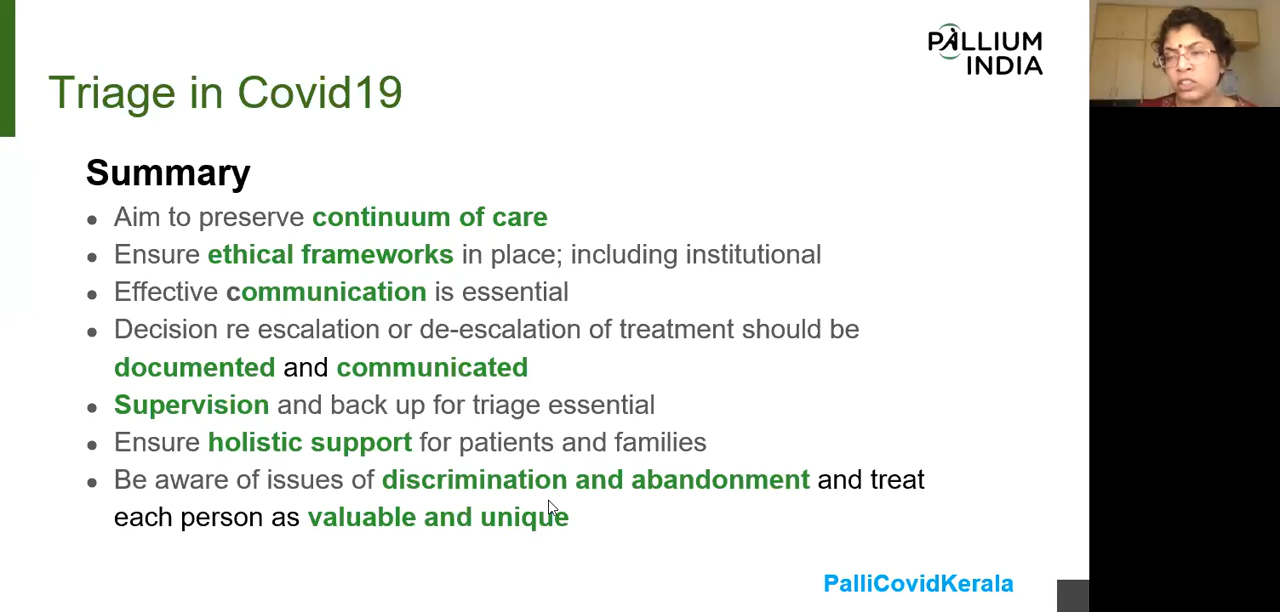 PALLIUM
INDIA
Triage in Covid19
Summary
• Aim to preserve continuum of care
• Ensure ethical frameworks in place; including institutional
• Effective communication is essential
• Decision re escalation or de-escalation of treatment should be
documented and communicated
• Supervision and back up for triage essential
• Ensure holistic support for patients and families
• Be aware of issues of discrimination and abandonment and treat
each person as valuable and unique
PalliCovidKerala